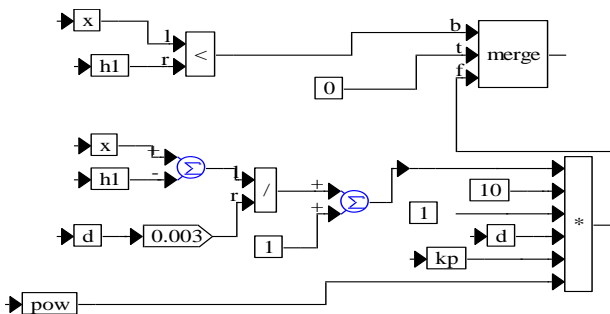 x
l
b
h1
r
<
t
merge
0
f
x
+
h1
-
Σ
l
/
r
+
Σ
+
10
1
*
d
0.003
1
d
kp
pow